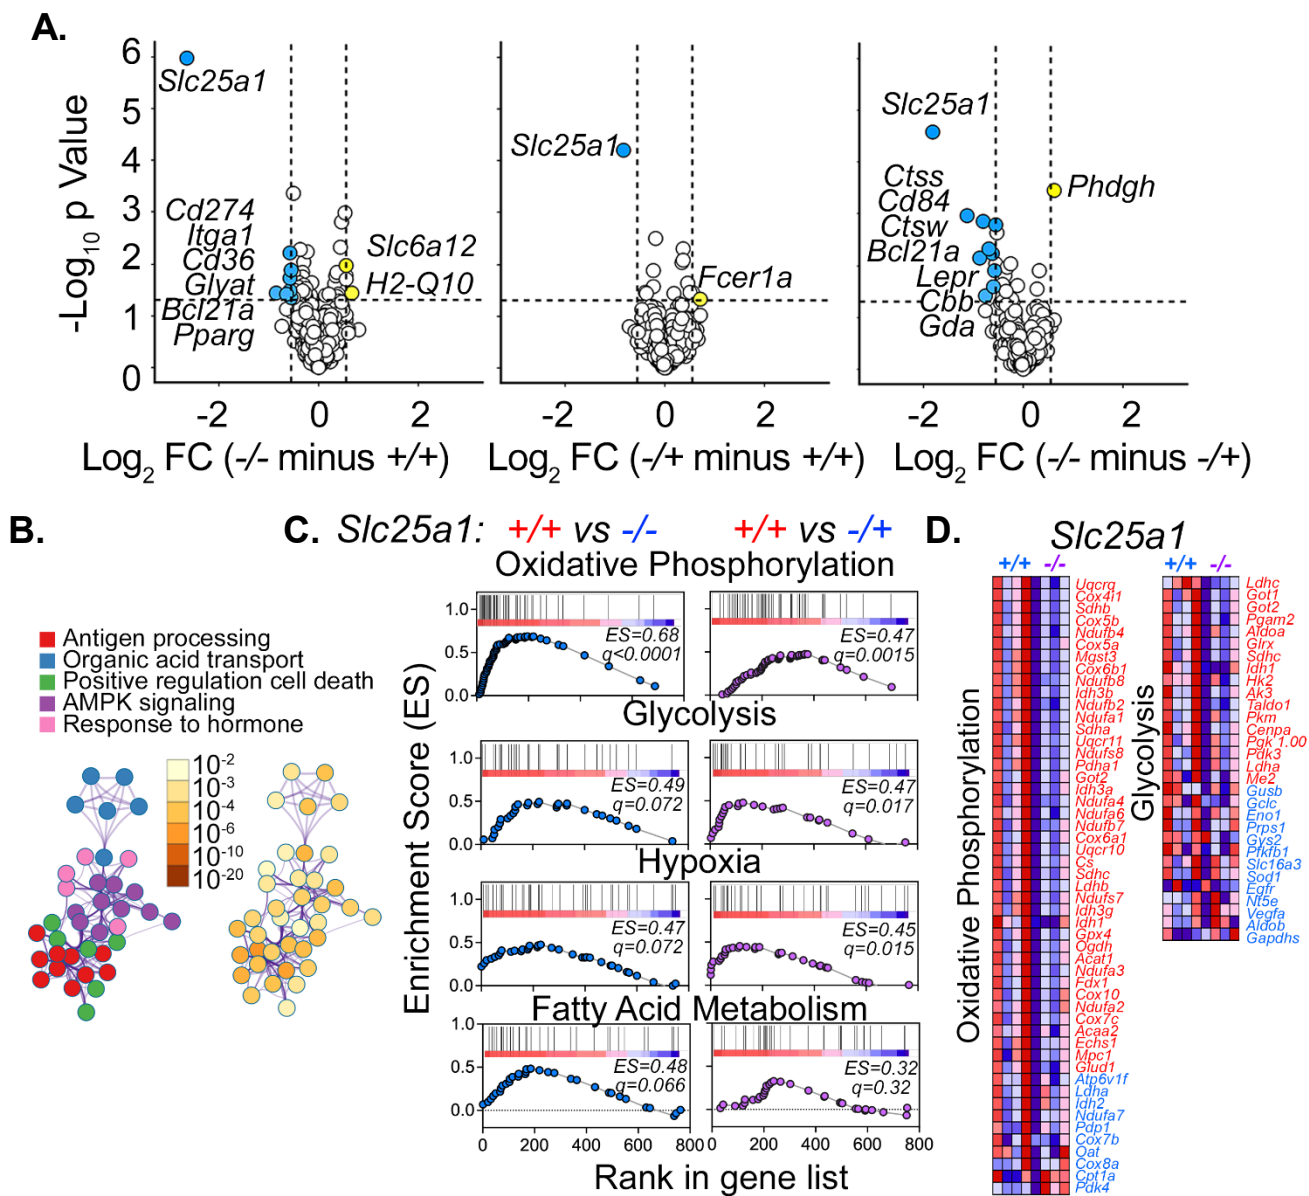 A.
-Log10 p Value
6
5
4
3
2
1
0
Slc25a1
Cd274
Itga1
Cd36
Glyat
Bcl21a
Pparg
Slc6a12
H2-Q10
-2 0 2
Log2 FC (-/- minus +/+)
Slc25a1
Fcer1a
-2 0 2
Log2 FC (-/+ minus +/+)
Slc25a1
Ctss
Cd84
Ctsw
Bcl21a
Lepr
Cbb
Gda
Phdgh
-2 0 2
Log2 FC (-/- minus -/+)
B.
Antigen processing
Organic acid transport
Positive regulation cell death
AMPK signaling
Response to hormone
10-2
10-3
10-4
10-6
10-10
10-20
C.
Slc25a1: +/+ vs -/- +/+ vs -/+
Enrichment Score (ES)
Oxidative Phosphorylation
1.0
0.5
0.0
ES=0.68
q<0.0001
ES=0.47
q=0.0015
Glycolysis
1.0
0.5
0.0
ES=0.49
q=0.072
ES=0.47
q=0.017
Hypoxia
1.0
0.5
0.0
ES=0.47
q=0.072
ES=0.45
q=0.015
Fatty Acid Metabolism
1.0
0.5
0.0
ES=0.48
q=0.066
ES=0.32
q=0.32
0 200 400 600 800
0 200 400 600 800
Rank in gene list
D.
Slc25a1
+/+ -/-
Oxidative Phosphorylation
Uqcrq
Cox4i1
Sdhb
Cox5b
Ndufb4
Cox5a
Mgst3
Cox6b1
Ndufb8
Idh3b
Ndufb2
Ndufa1
Sdha
Uqcr11
Ndufs8
Pdha1
Got2
Idh3a
Ndufa4
Ndufa6
Ndufb7
Cox6a1
Uqcr10
Cs
Sdhc
Ldhb
Ndufs7
Idh3g
Idh1
Gpx4
Ogdh
Acat1
Ndufa3
Fdx1
Cox10
Ndufa2
Cox7c
Acaa2
Echs1
Mpc1
Glud1
Atp6v1f
Ldha
Idh2
Ndufa7
Pdp1
Cox7b
Oat
Cox8a
Cpt1a
Pdk4
+/+ -/-
Glycolysis
Ldhc
Got1
Got2
Pgam2
Aldoa
Glrx
Sdhc
Idh1
Hk2
Ak3
Taldo1
Pkm
Cenpa
Pgk 1.00
Pdk3
Ldha
Me2
Gusb
Gclc
Eno1
Prps1
Gys2
Pfkfb1
Slc16a3
Sod1
Egfr
Nt5e
Vegfa
Aldob
Gapdhs